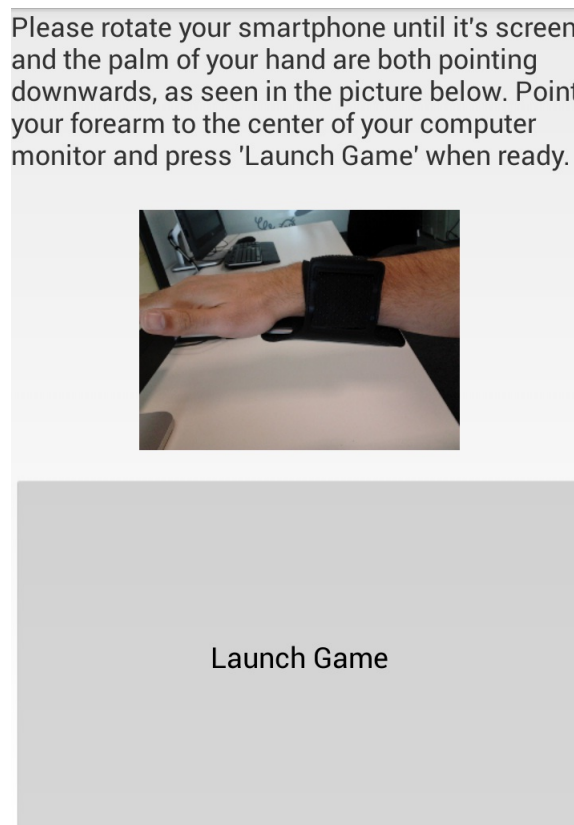 Please rotate your smartphone until it's screen
and the palm of your hand are both pointing
downwards, as seen in the picture below. Point
your forearm to the center of your computer
monitor and press 'Launch Game' when ready.
Launch Game